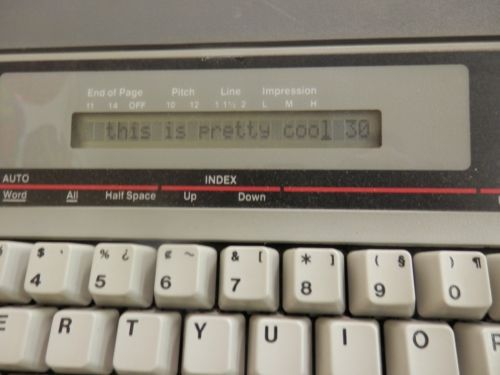 End of Page Pitch Line Impression
11 14 OFF 10 12 1 1½ 2 L M H
this is pretty cool 30
AUTO INDEX
Word All Half Space Up Down
$ % ¿ ¢ ~ & [ * ] ( § ) ¶
4 5 6 7 8 9 0
E R T Y U I O P